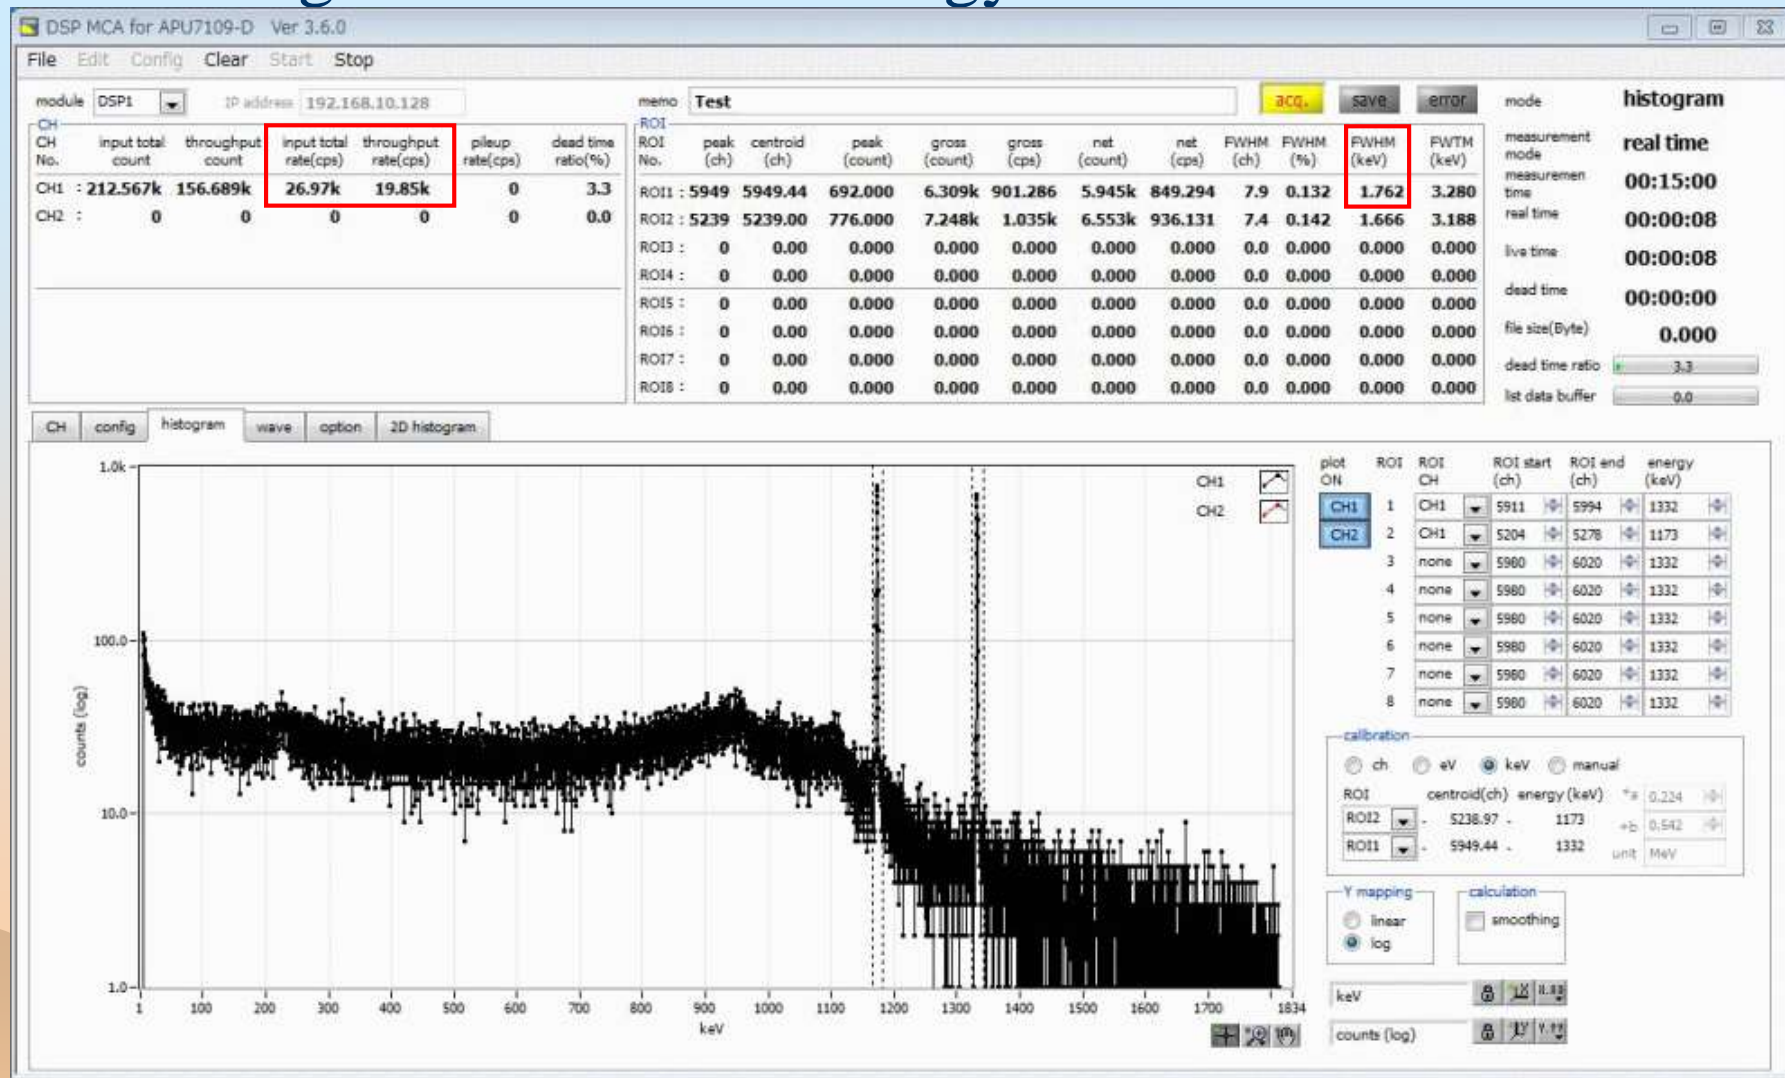 DSP MCA for APU7109-D Ver 3.6.0
File Edit Config Clear Start Stop
module DSP1 IP address 192.168.10.128 memo Test acq. save error mode histogram
CH
CH No. input total count throughput count input total rate(cps) throughput rate(cps) pileup rate(cps) dead time ratio(%)
CH1 : 212.567k 156.689k 26.97k 19.85k 0 3.3
CH2 : 0 0 0 0 0 0.0
ROI
ROI No. peak (ch) centroid (ch) peak (count) gross (count) gross (cps) net (count) net (cps) FWHM (ch) FWHM (%) FWHM (keV) FWTM (keV)
ROI1 : 5949 5949.44 692.000 6.309k 901.286 5.945k 849.294 7.9 0.132 1.762 3.280
ROI2 : 5239 5239.00 776.000 7.248k 1.035k 6.553k 936.131 7.4 0.142 1.666 3.188
ROI3 : 0 0.00 0.000 0.000 0.000 0.000 0.000 0.0 0.000 0.000 0.000
ROI4 : 0 0.00 0.000 0.000 0.000 0.000 0.000 0.0 0.000 0.000 0.000
ROI5 : 0 0.00 0.000 0.000 0.000 0.000 0.000 0.0 0.000 0.000 0.000
ROI6 : 0 0.00 0.000 0.000 0.000 0.000 0.000 0.0 0.000 0.000 0.000
ROI7 : 0 0.00 0.000 0.000 0.000 0.000 0.000 0.0 0.000 0.000 0.000
ROI8 : 0 0.00 0.000 0.000 0.000 0.000 0.000 0.0 0.000 0.000 0.000
measurement mode real time
measuremen time 00:15:00
real time 00:00:08
live time 00:00:08
dead time 00:00:00
file size(Byte) 0.000
dead time ratio 3.3
list data buffer 0.0
CH config histogram wave option 2D histogram
CH1
CH2
counts (log)
1.0k
100.0
10.0
1.0
1 100 200 300 400 500 600 700 800 900 1000 1100 1200 1300 1400 1500 1600 1700 1834
keV
plot ON ROI ROI CH ROI start (ch) ROI end (ch) energy (keV)
CH1 1 CH1 5911 5994 1332
CH2 2 CH1 5204 5278 1173
3 none 5980 6020 1332
4 none 5980 6020 1332
5 none 5980 6020 1332
6 none 5980 6020 1332
7 none 5980 6020 1332
8 none 5980 6020 1332
calibration
ch eV keV manual
ROI centroid(ch) energy (keV) *a 0.224
ROI2 - 5238.97 - 1173 +b 0.542
ROI1 - 5949.44 - 1332 unit MeV
Y mapping
linear
log
calculation
smoothing
keV
counts (log)